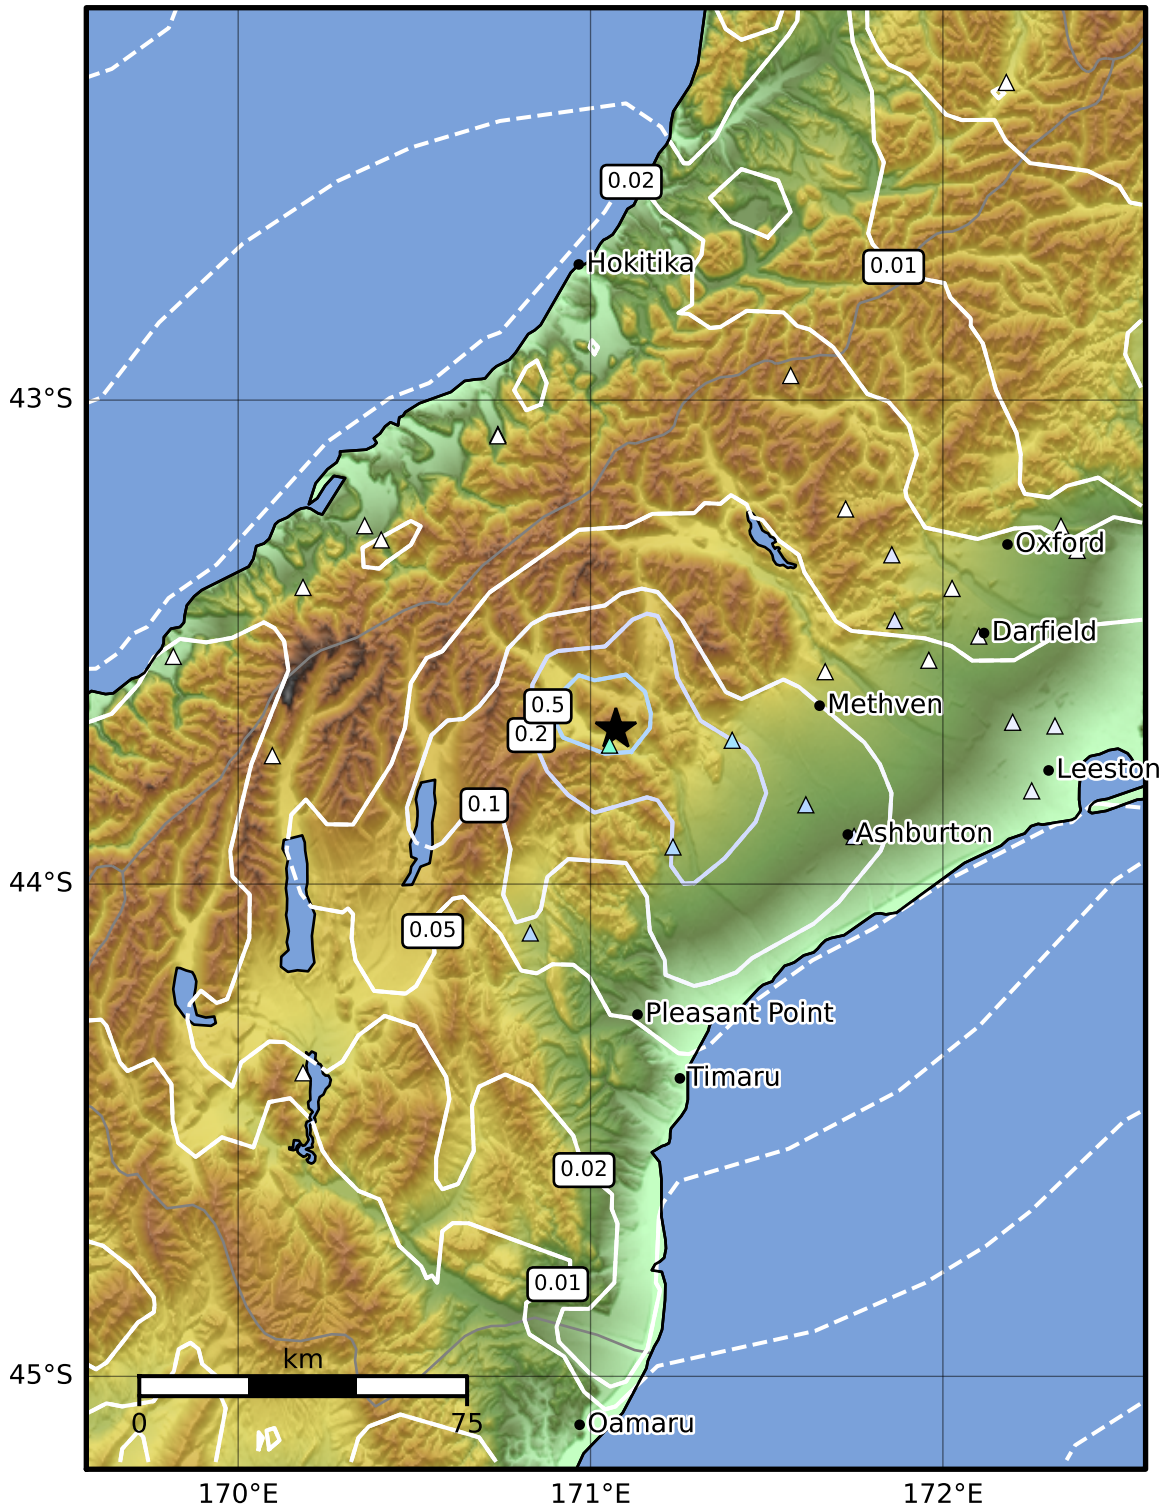 0.02
Hokitika
0.01
43°S
Oxford
Darfield
0.5
Methven
0.2
Leeston
0.1
Ashburton
44°S
0.05
Pleasant Point
Timaru
0.02
0.01
km
45°S
0
75
Oamaru
170°E
171°E
172°E